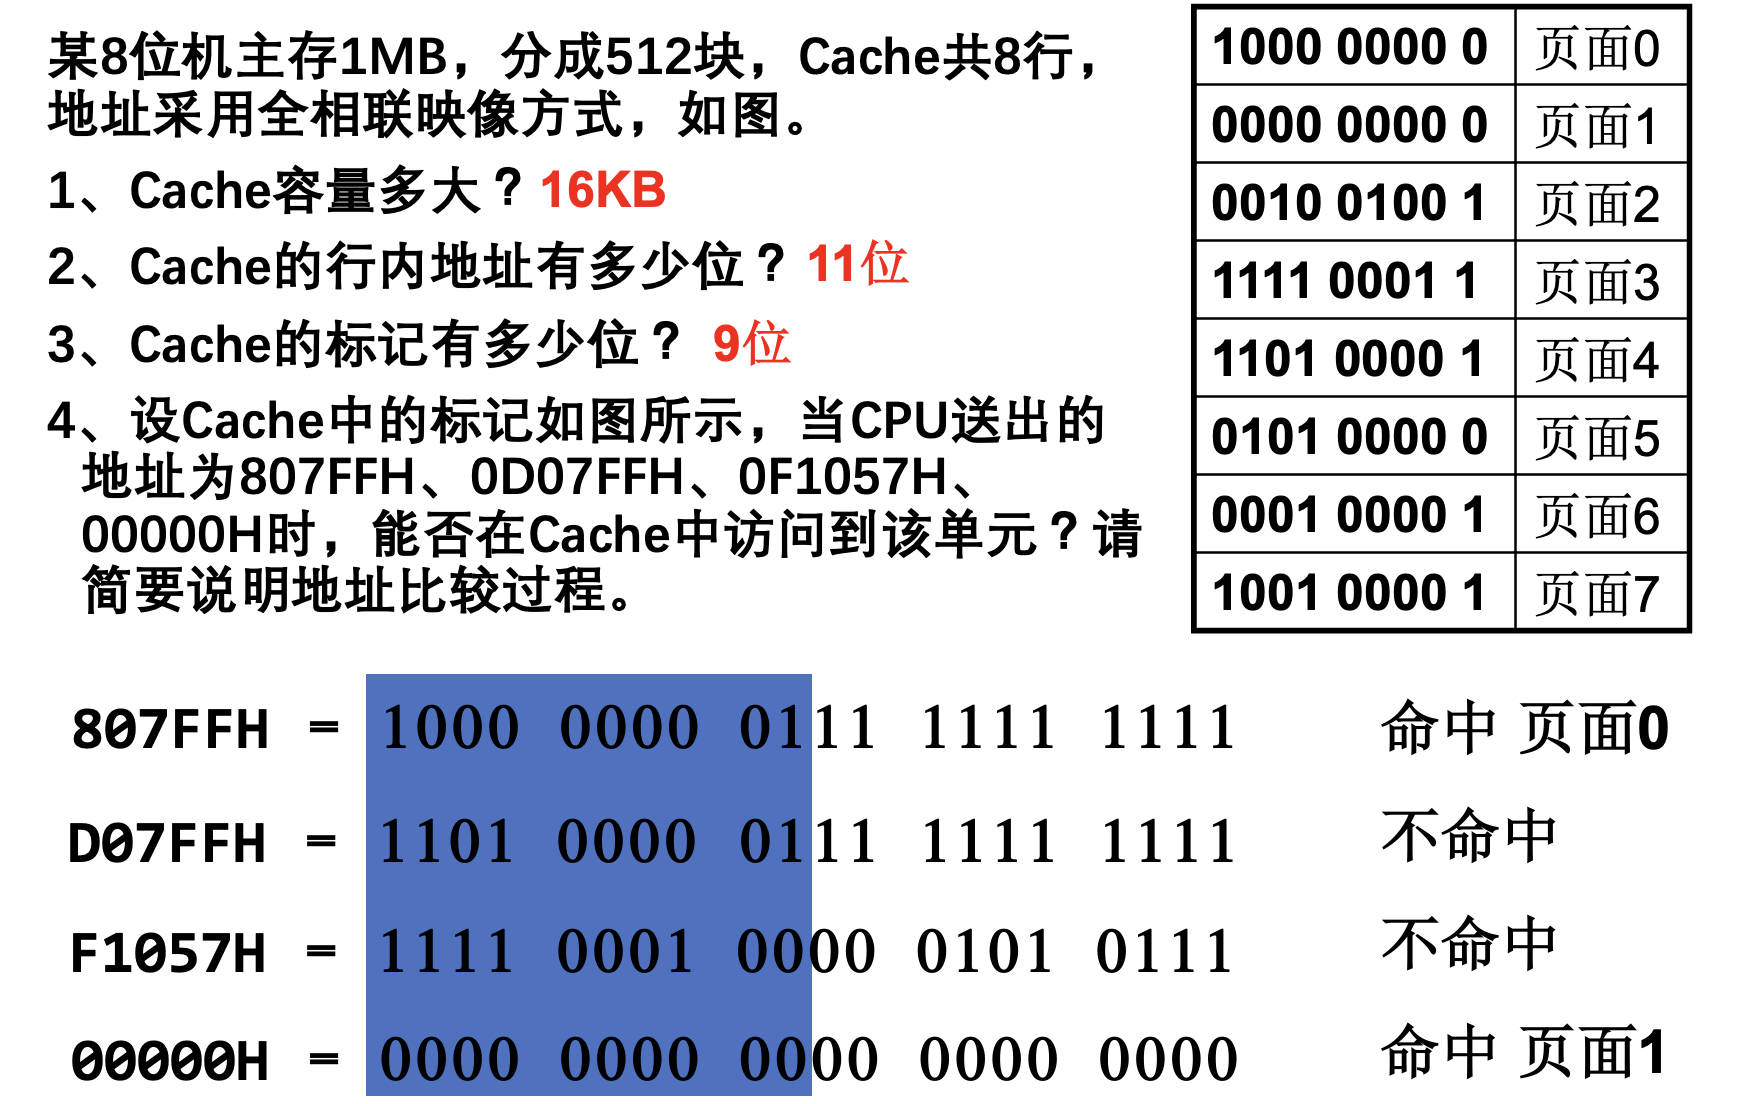 某8位机主存1MB，分成512块，Cache共8行，
地址采用全相联映像方式，如图。
1、Cache容量多大？16KB
2、Cache的行内地址有多少位？11位
3、Cache的标记有多少位？ 9位
4、设Cache中的标记如图所示，当CPU送出的
地址为807FFH、0D07FFH、0F1057H、
00000H时，能否在Cache中访问到该单元？请
简要说明地址比较过程。
1000 0000 0 页面0
0000 0000 0 页面1
0010 0100 1 页面2
1111 0001 1 页面3
1101 0000 1 页面4
0101 0000 0 页面5
0001 0000 1 页面6
1001 0000 1 页面7
807FFH = 1000 0000 0111 1111 1111 命中 页面0
D07FFH = 1101 0000 0111 1111 1111 不命中
F1057H = 1111 0001 0000 0101 0111 不命中
00000H = 0000 0000 0000 0000 0000 命中 页面1